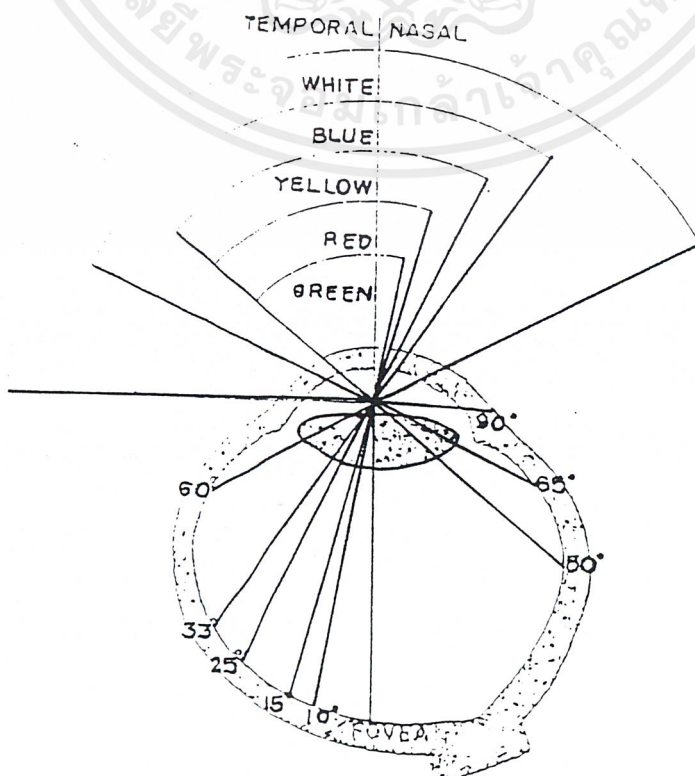 TEMPORAL NASAL
WHITE
BLUE
YELLOW
RED
GREEN
90°
60°
65°
80°
33°
25°
15°
10°
FOVEA